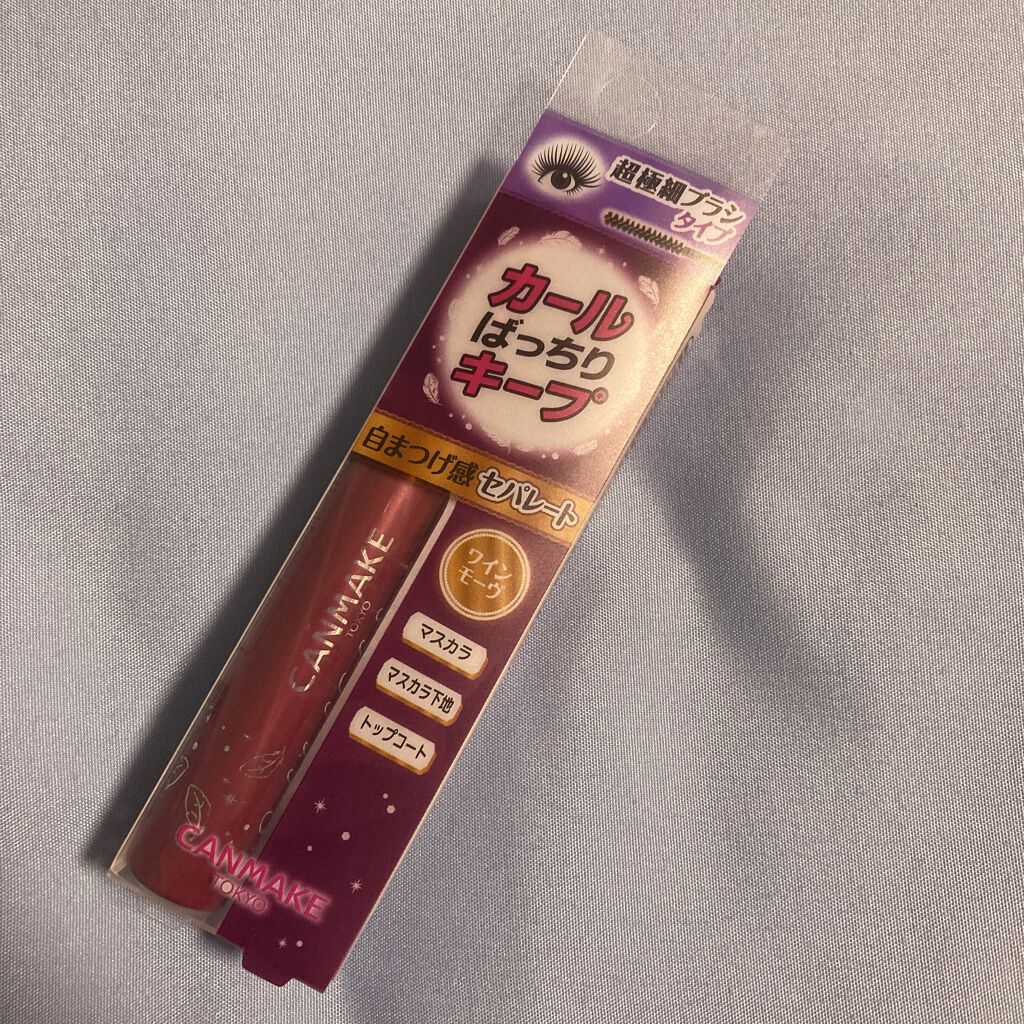 超極細ブラシ
タイプ
カール
ばっちり
キープ
自まつげ感 セパレート
ワイン
モーヴ
マスカラ
マスカラ下地
トップコート
CANMAKE
TOKYO
CANMAKE
TOKYO